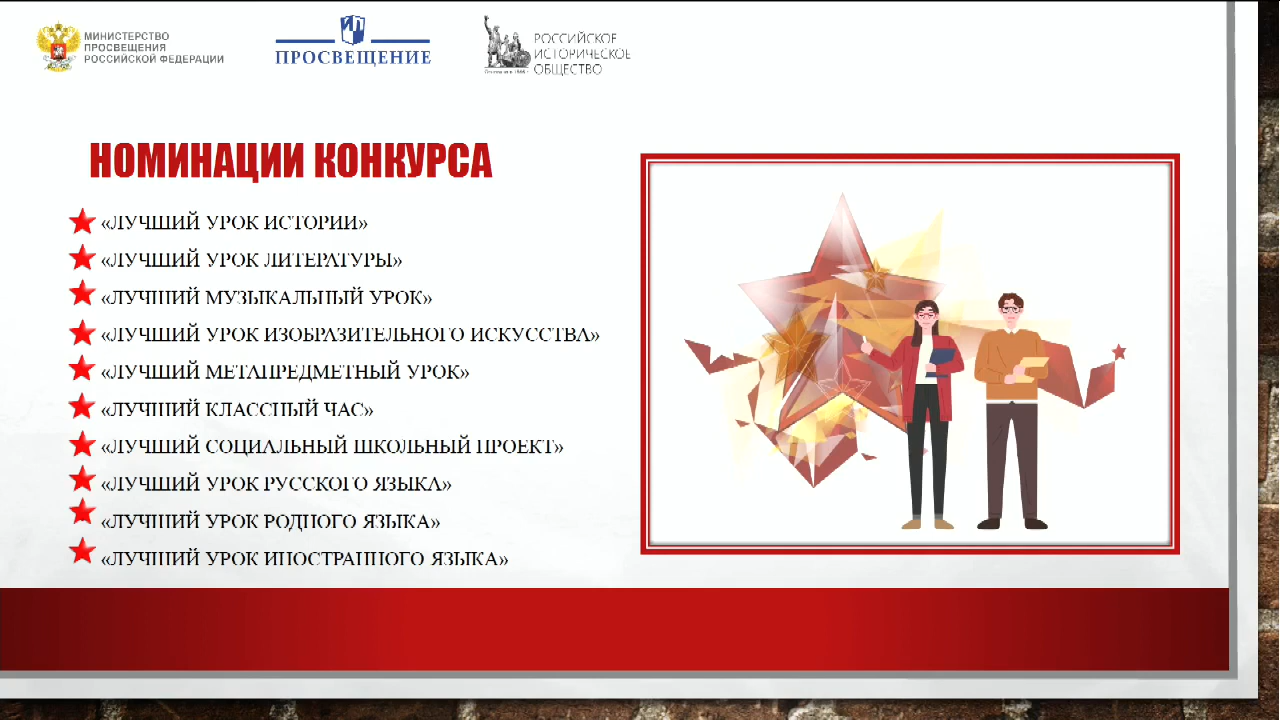 МИНИСТЕРСТВО
ПРОСВЕЩЕНИЯ
РОССИЙСКОЙ ФЕДЕРАЦИИ
ПРОСВЕЩЕНИЕ
РОССИЙСКОЕ
ИСТОРИЧЕСКОЕ
ОБЩЕСТВО
НОМИНАЦИИ КОНКУРСА
«ЛУЧШИЙ УРОК ИСТОРИИ»
«ЛУЧШИЙ УРОК ЛИТЕРАТУРЫ»
«ЛУЧШИЙ МУЗЫКАЛЬНЫЙ УРОК»
«ЛУЧШИЙ УРОК ИЗОБРАЗИТЕЛЬНОГО ИСКУССТВА»
«ЛУЧШИЙ МЕТАПРЕДМЕТНЫЙ УРОК»
«ЛУЧШИЙ КЛАССНЫЙ ЧАС»
«ЛУЧШИЙ СОЦИАЛЬНЫЙ ШКОЛЬНЫЙ ПРОЕКТ»
«ЛУЧШИЙ УРОК РУССКОГО ЯЗЫКА»
«ЛУЧШИЙ УРОК РОДНОГО ЯЗЫКА»
«ЛУЧШИЙ УРОК ИНОСТРАННОГО ЯЗЫКА»